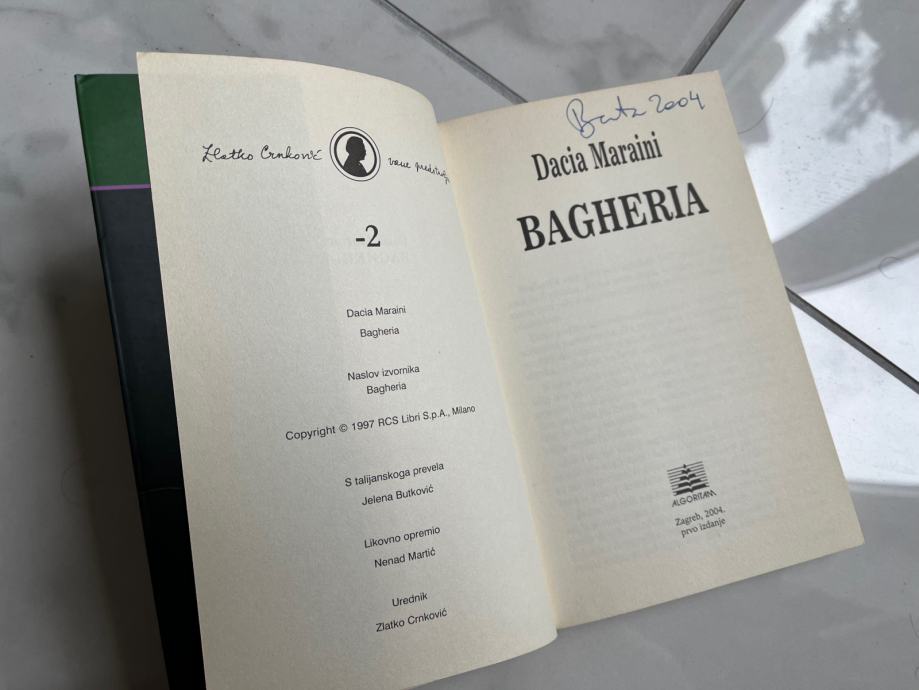 Zlatko Crnković vam predstavlja
-2
Dacia Maraini
Bagheria
Naslov izvornika
Bagheria
Copyright © 1997 RCS Libri S.p.A., Milano
S talijanskoga prevela
Jelena Butković
Likovno opremio
Nenad Martić
Urednik
Zlatko Crnković
2004
Dacia Maraini
BAGHERIA
ALGORITAM
Zagreb, 2004.
prvo izdanje